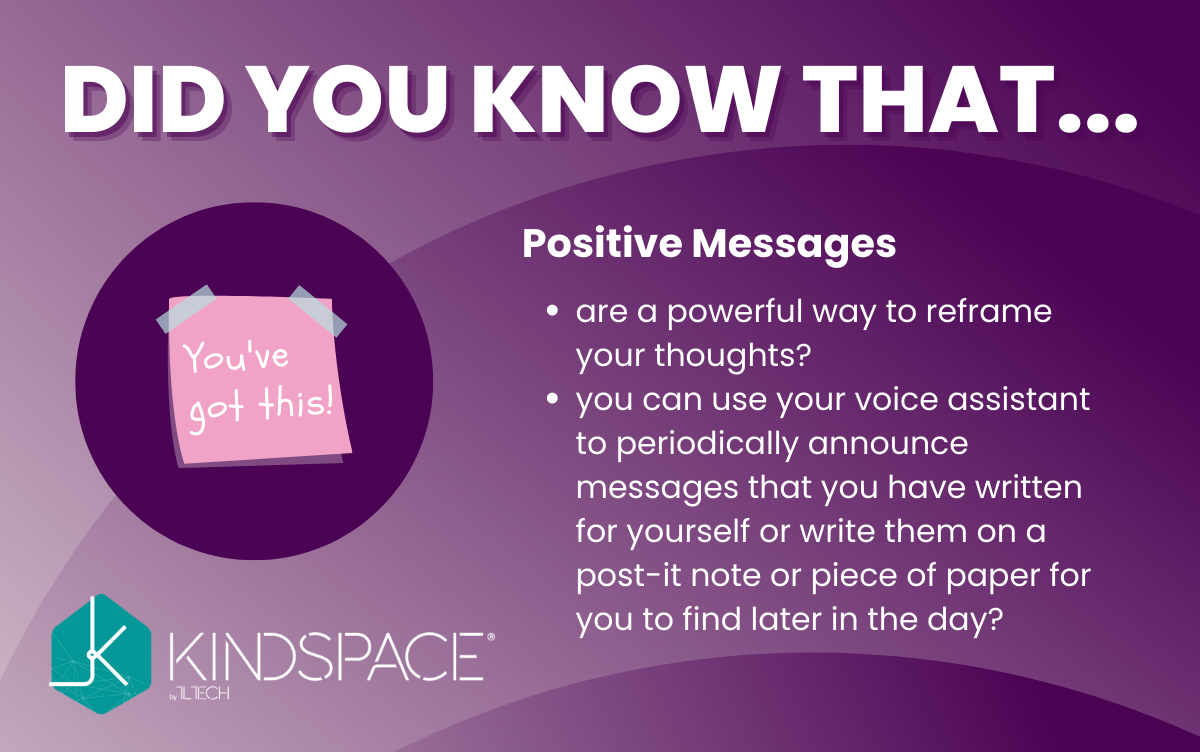 DID YOU KNOW THAT...
You've
got this!
Positive Messages
• are a powerful way to reframe
your thoughts?
• you can use your voice assistant
to periodically announce
messages that you have written
for yourself or write them on a
post-it note or piece of paper for
you to find later in the day?
KINDSPACE®
by